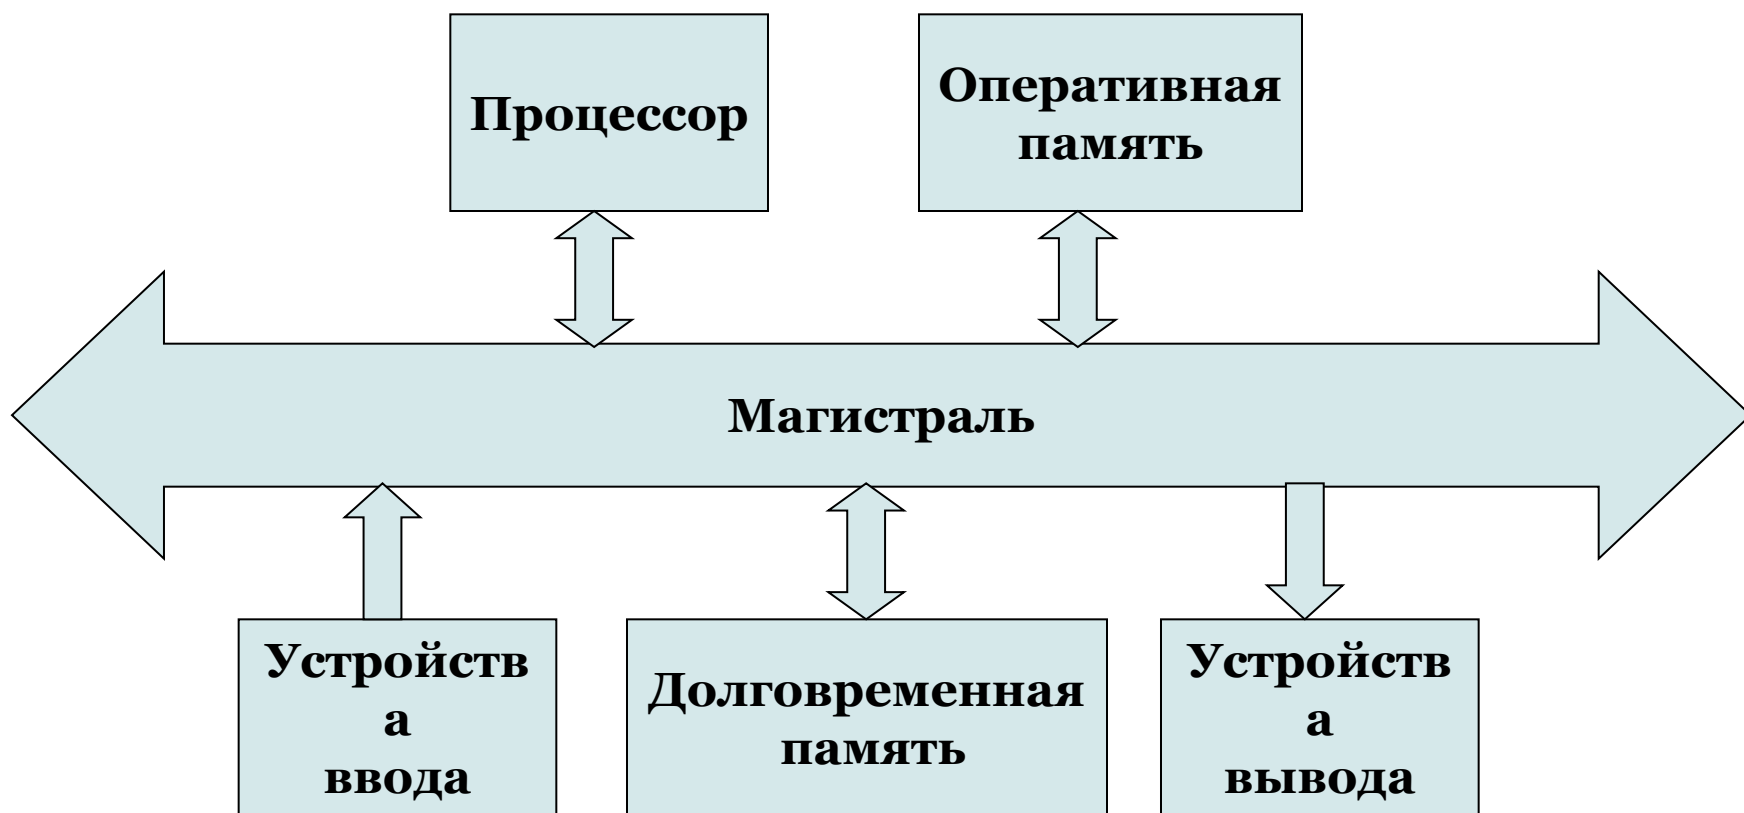 Процессор
Оперативная
память
Магистраль
Устройств
а
ввода
Долговременная
память
Устройств
а
вывода